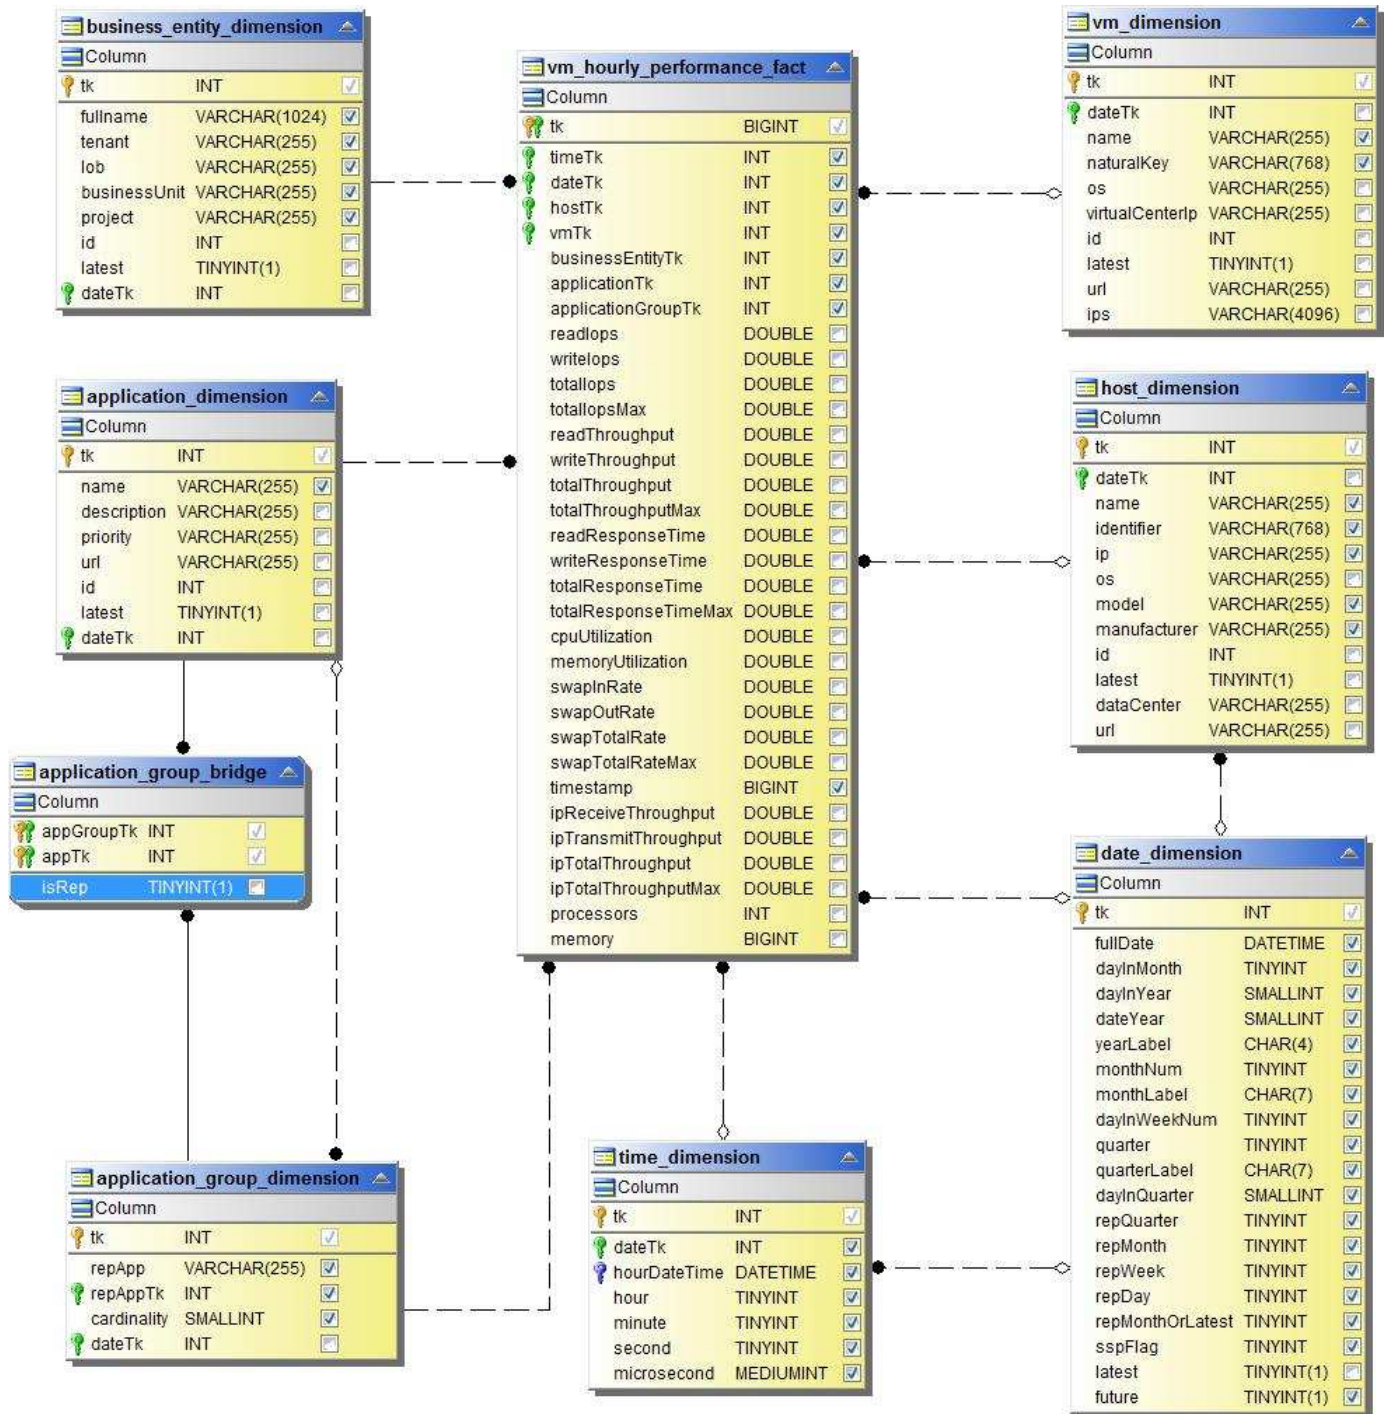 business_entity_dimension
Column
tk INT
fullname VARCHAR(1024)
tenant VARCHAR(255)
lob VARCHAR(255)
businessUnit VARCHAR(255)
project VARCHAR(255)
id INT
latest TINYINT(1)
dateTk INT
vm_hourly_performance_fact
Column
tk BIGINT
timeTk INT
dateTk INT
hostTk INT
vmTk INT
businessEntityTk INT
applicationTk INT
applicationGroupTk INT
readIops DOUBLE
writeIops DOUBLE
totalIops DOUBLE
totalIopsMax DOUBLE
readThroughput DOUBLE
writeThroughput DOUBLE
totalThroughput DOUBLE
totalThroughputMax DOUBLE
readResponseTime DOUBLE
writeResponseTime DOUBLE
totalResponseTime DOUBLE
totalResponseTimeMax DOUBLE
cpuUtilization DOUBLE
memoryUtilization DOUBLE
swapInRate DOUBLE
swapOutRate DOUBLE
swapTotalRate DOUBLE
swapTotalRateMax DOUBLE
timestamp BIGINT
ipReceiveThroughput DOUBLE
ipTransmitThroughput DOUBLE
ipTotalThroughput DOUBLE
ipTotalThroughputMax DOUBLE
processors INT
memory BIGINT
vm_dimension
Column
tk INT
dateTk INT
name VARCHAR(255)
naturalKey VARCHAR(768)
os VARCHAR(255)
virtualCenterIp VARCHAR(255)
id INT
latest TINYINT(1)
url VARCHAR(255)
ips VARCHAR(4096)
application_dimension
Column
tk INT
name VARCHAR(255)
description VARCHAR(255)
priority VARCHAR(255)
url VARCHAR(255)
id INT
latest TINYINT(1)
dateTk INT
host_dimension
Column
tk INT
dateTk INT
name VARCHAR(255)
identifier VARCHAR(768)
ip VARCHAR(255)
os VARCHAR(255)
model VARCHAR(255)
manufacturer VARCHAR(255)
id INT
latest TINYINT(1)
dataCenter VARCHAR(255)
url VARCHAR(255)
application_group_bridge
Column
appGroupTk INT
appTk INT
isRep TINYINT(1)
date_dimension
Column
tk INT
fullDate DATETIME
dayInMonth TINYINT
dayInYear SMALLINT
dateYear SMALLINT
yearLabel CHAR(4)
monthNum TINYINT
monthLabel CHAR(7)
dayInWeekNum TINYINT
quarter TINYINT
quarterLabel CHAR(7)
dayInQuarter SMALLINT
repQuarter TINYINT
repMonth TINYINT
repWeek TINYINT
repDay TINYINT
repMonthOrLatest TINYINT
sspFlag TINYINT
latest TINYINT(1)
future TINYINT(1)
application_group_dimension
Column
tk INT
repApp VARCHAR(255)
repAppTk INT
cardinality SMALLINT
dateTk INT
time_dimension
Column
tk INT
dateTk INT
hourDateTime DATETIME
hour TINYINT
minute TINYINT
second TINYINT
microsecond MEDIUMINT